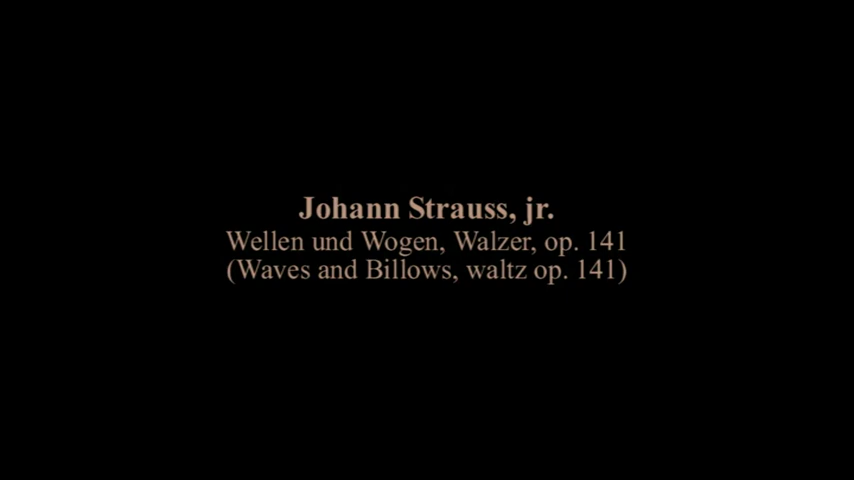 Johann Strauss, jr.
Wellen und Wogen, Walzer, op. 141
(Waves and Billows, waltz op. 141)